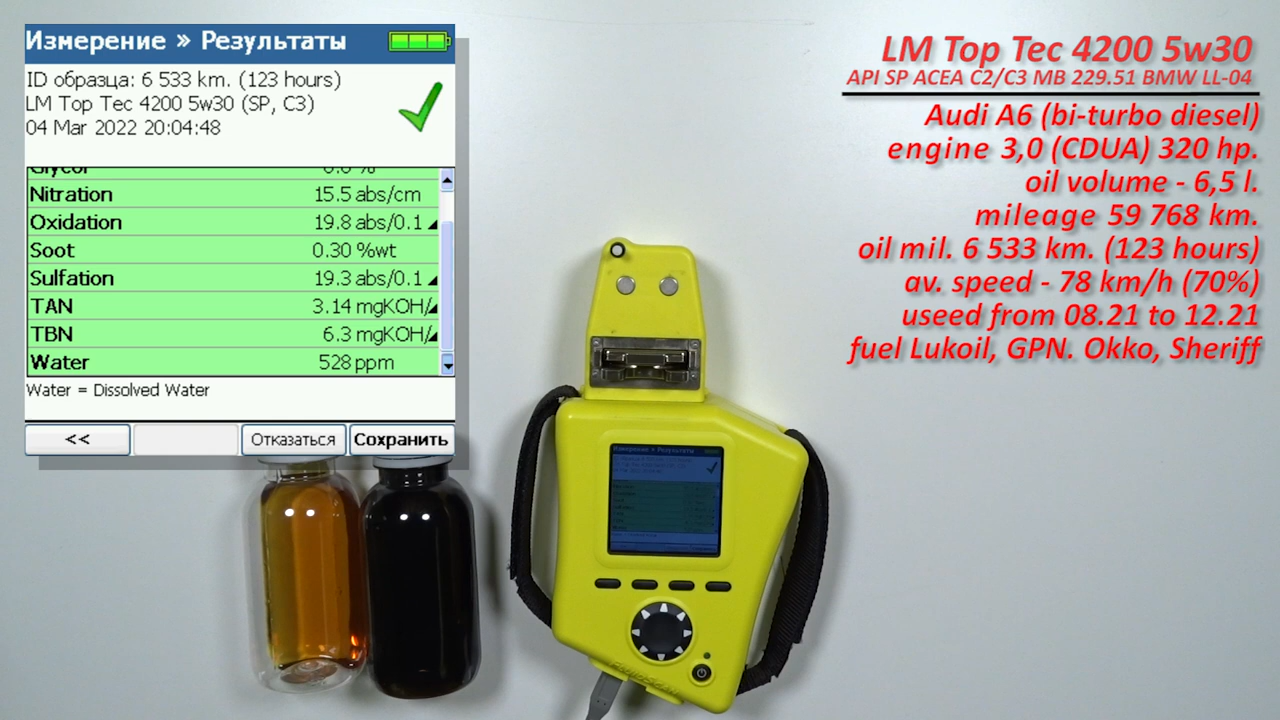 Измерение » Результаты
ID образца: 6 533 km. (123 hours)
LM Top Tec 4200 5w30 (SP, C3)
04 Mar 2022 20:04:48
Glycol 0.0 %
Nitration 15.5 abs/cm
Oxidation 19.8 abs/0.1
Soot 0.30 %wt
Sulfation 19.3 abs/0.1
TAN 3.14 mgKOH/
TBN 6.3 mgKOH/
Water 528 ppm
Water = Dissolved Water
<< Отказаться Сохранить
LM Top Tec 4200 5w30
API SP ACEA C2/C3 MB 229.51 BMW LL-04
Audi A6 (bi-turbo diesel)
engine 3,0 (CDUA) 320 hp.
oil volume - 6,5 l.
mileage 59 768 km.
oil mil. 6 533 km. (123 hours)
av. speed - 78 km/h (70%)
useed from 08.21 to 12.21
fuel Lukoil, GPN. Okko, Sheriff
Измерение » Результаты